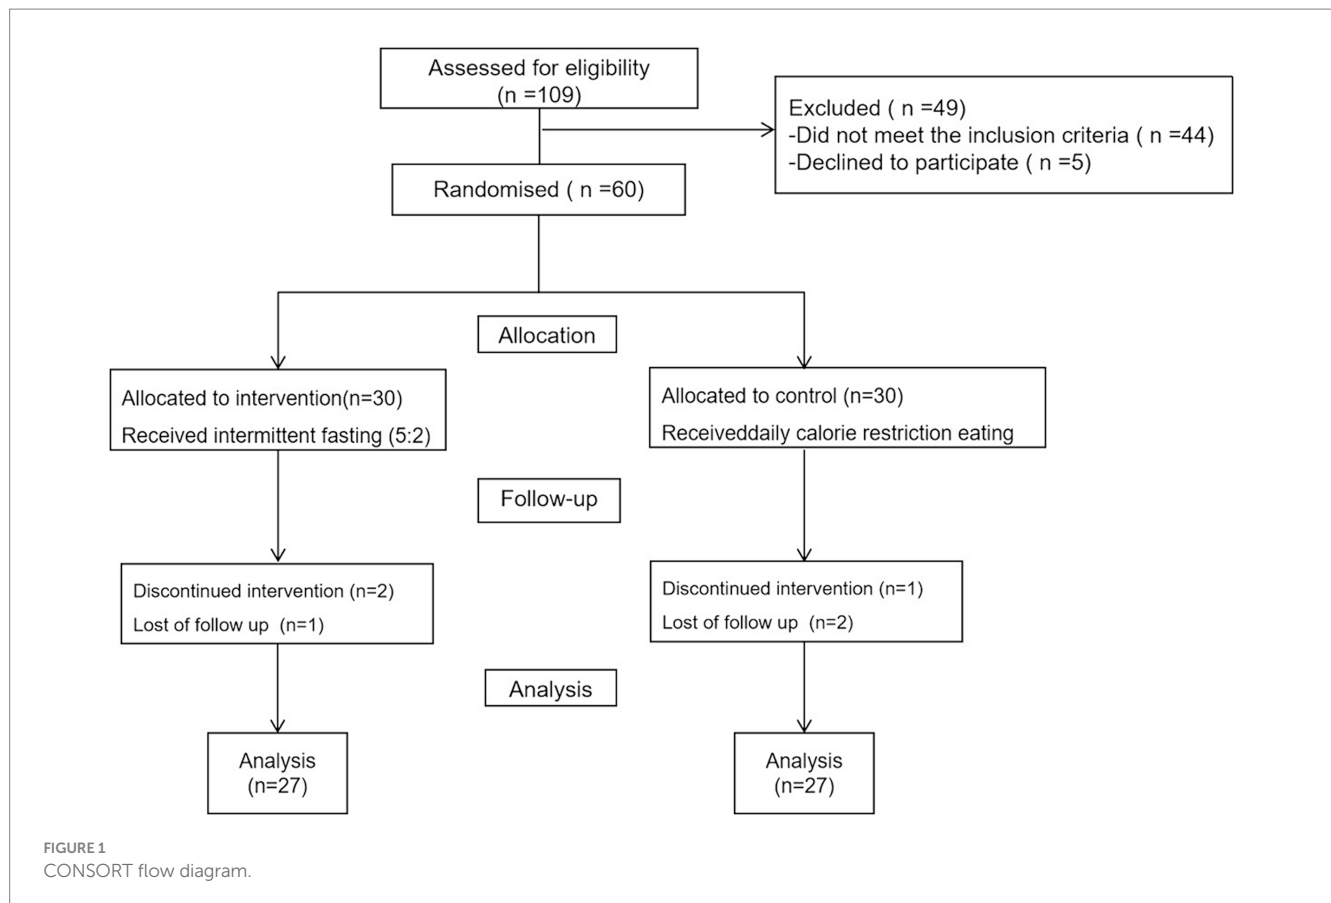 Assessed for eligibility
(n =109)
Excluded ( n =49)
-Did not meet the inclusion criteria ( n =44)
-Declined to participate ( n =5)
Randomised ( n =60)
Allocation
Allocated to intervention(n=30)
Received intermittent fasting (5:2)
Allocated to control (n=30)
Receiveddaily calorie restriction eating
Follow-up
Discontinued intervention (n=2)
Lost of follow up (n=1)
Discontinued intervention (n=1)
Lost of follow up (n=2)
Analysis
Analysis
(n=27)
Analysis
(n=27)
FIGURE 1
CONSORT flow diagram.